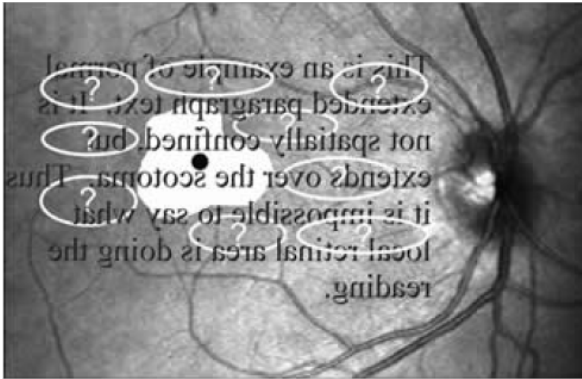 This is an example of normal
extended paragraph text. It is
not spatially confined, but
extends over the scotoma. Thus
it is impossible to say what
local retinal area is doing the
reading.
? ? ?
?
?
? ?
? ?